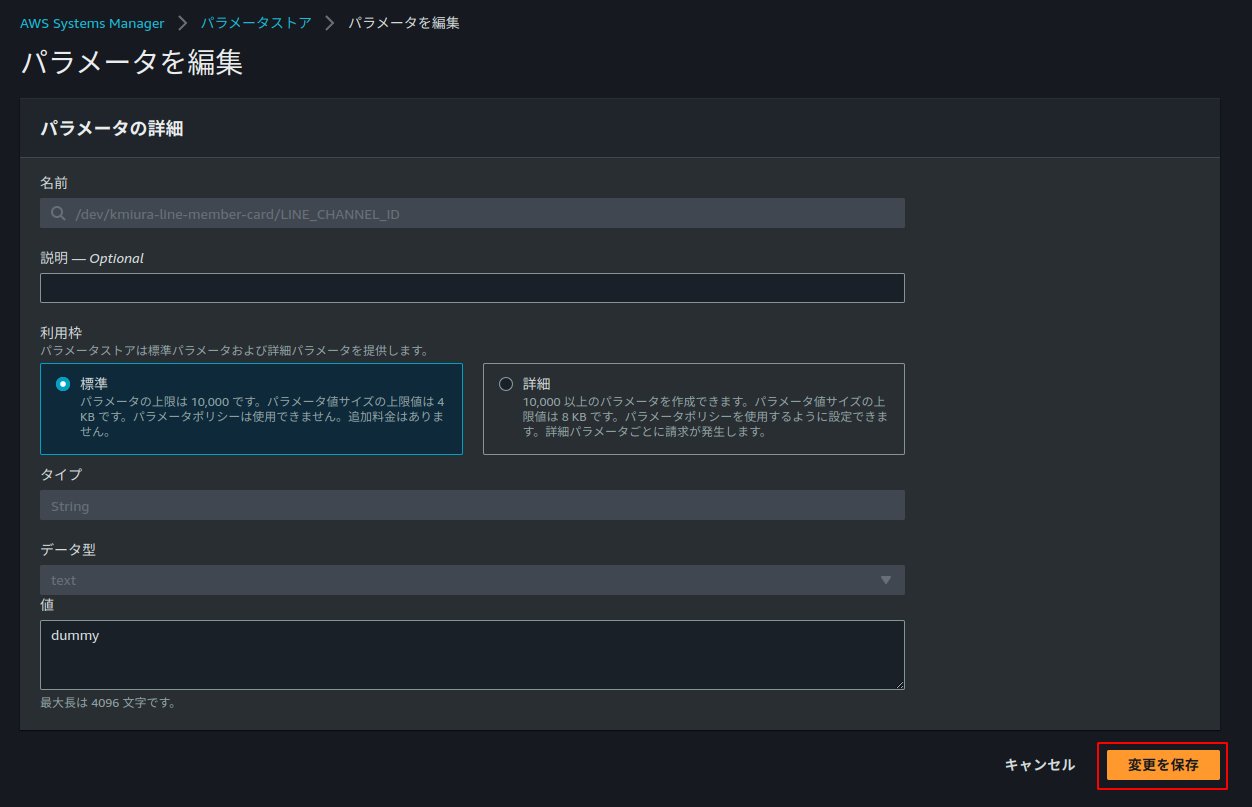 AWS Systems Manager > パラメータストア > パラメータを編集
パラメータを編集
パラメータの詳細
名前
/dev/kmiura-line-member-card/LINE_CHANNEL_ID
説明 — Optional
利用枠
パラメータストアは標準パラメータおよび詳細パラメータを提供します。
標準
パラメータの上限は 10,000 です。パラメータ値サイズの上限値は 4
KB です。パラメータポリシーは使用できません。追加料金はありま
せん。
詳細
10,000 以上のパラメータを作成できます。パラメータ値サイズの上
限値は 8 KB です。パラメータポリシーを使用するように設定できま
す。詳細パラメータごとに請求が発生します。
タイプ
String
データ型
text
値
dummy
最大長は 4096 文字です。
キャンセル
変更を保存